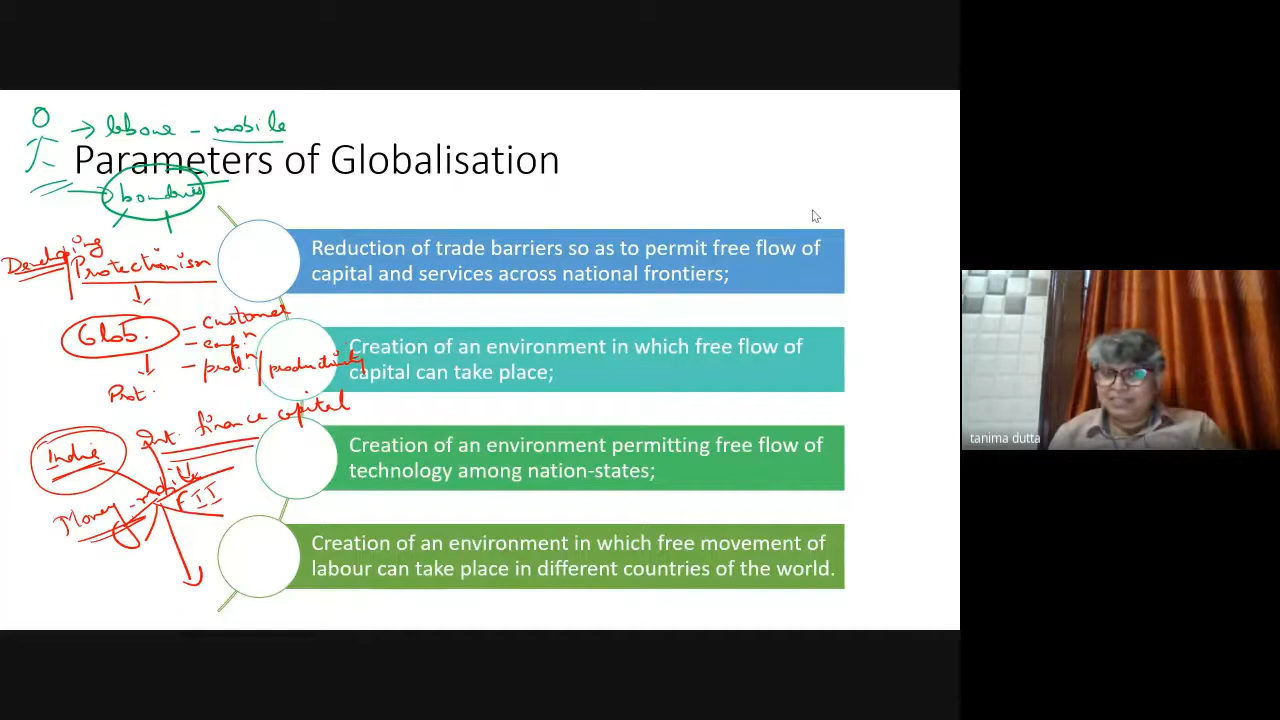 → labour - mobile
Parameters of Globalisation
boundries
Developing
Protectionism
Glob.
- customer
- comp.n
- prod.n / productivity
Prot.
Int. finance capital
India
Money - mobile
FII
Reduction of trade barriers so as to permit free flow of
capital and services across national frontiers;
Creation of an environment in which free flow of
capital can take place;
Creation of an environment permitting free flow of
technology among nation-states;
Creation of an environment in which free movement of
labour can take place in different countries of the world.
tanima dutta